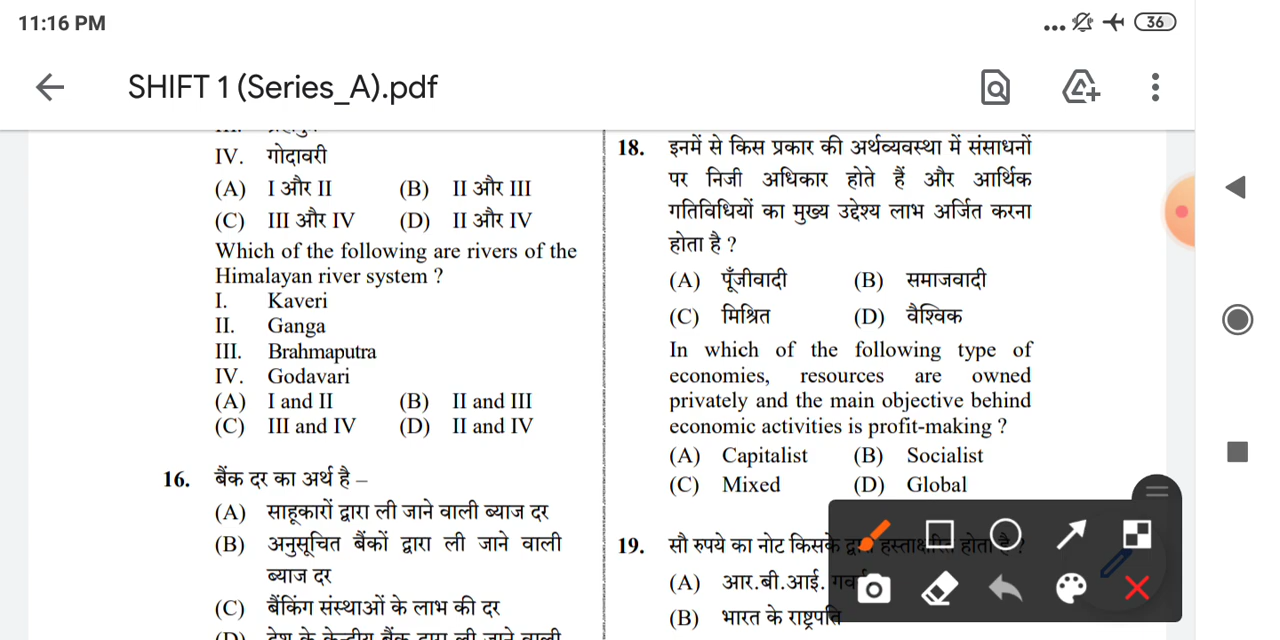 11:16 PM
36
SHIFT 1 (Series_A).pdf
IV. गोदावरी
(A) I और II (B) II और III
(C) III और IV (D) II और IV
Which of the following are rivers of the
Himalayan river system ?
I. Kaveri
II. Ganga
III. Brahmaputra
IV. Godavari
(A) I and II (B) II and III
(C) III and IV (D) II and IV
16. बैंक दर का अर्थ है –
(A) साहूकारों द्वारा ली जाने वाली ब्याज दर
(B) अनुसूचित बैंकों द्वारा ली जाने वाली
ब्याज दर
(C) बैंकिंग संस्थाओं के लाभ की दर
18. इनमें से किस प्रकार की अर्थव्यवस्था में संसाधनों
पर निजी अधिकार होते हैं और आर्थिक
गतिविधियों का मुख्य उद्देश्य लाभ अर्जित करना
होता है ?
(A) पूँजीवादी (B) समाजवादी
(C) मिश्रित (D) वैश्विक
In which of the following type of
economies, resources are owned
privately and the main objective behind
economic activities is profit-making ?
(A) Capitalist (B) Socialist
(C) Mixed (D) Global
19. सौ रुपये का नोट किसके द्वारा हस्ताक्षरित होता है ?
(A) आर.बी.आई.
(B) भारत के राष्ट्रपति